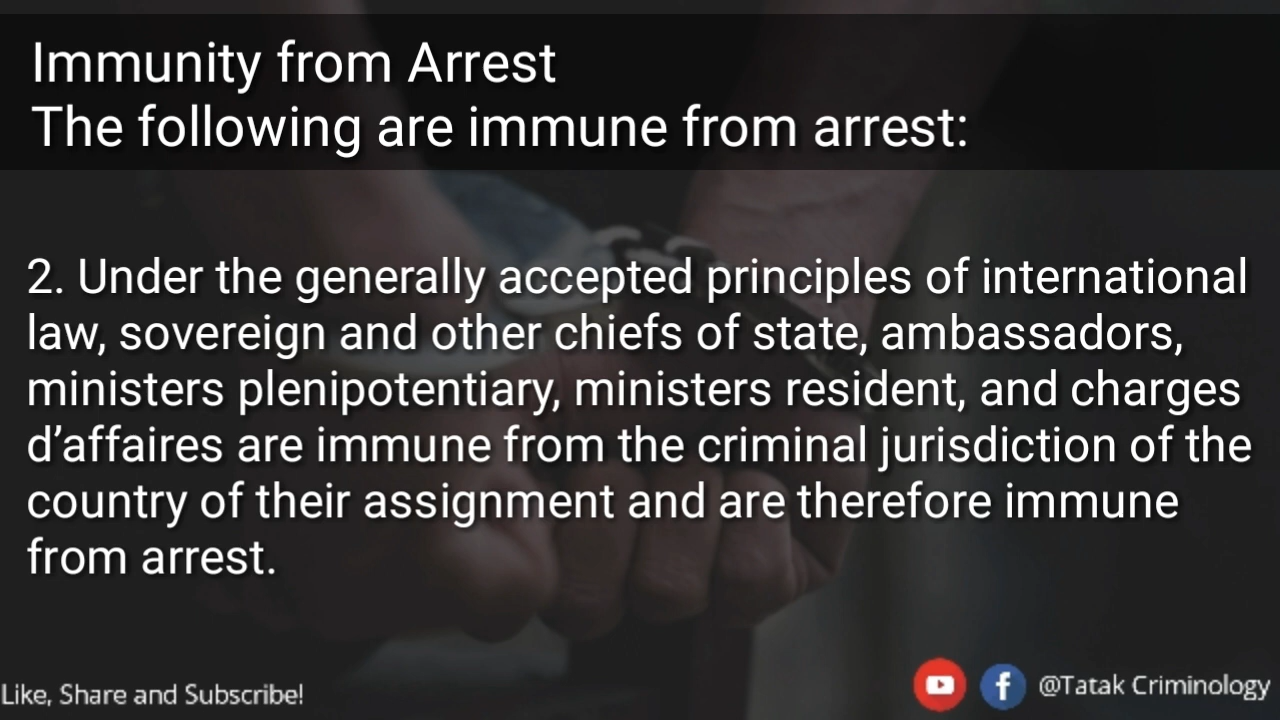 Immunity from Arrest
The following are immune from arrest:
2. Under the generally accepted principles of international
law, sovereign and other chiefs of state, ambassadors,
ministers plenipotentiary, ministers resident, and charges
d’affaires are immune from the criminal jurisdiction of the
country of their assignment and are therefore immune
from arrest.
Like, Share and Subscribe!
@Tatak Criminology